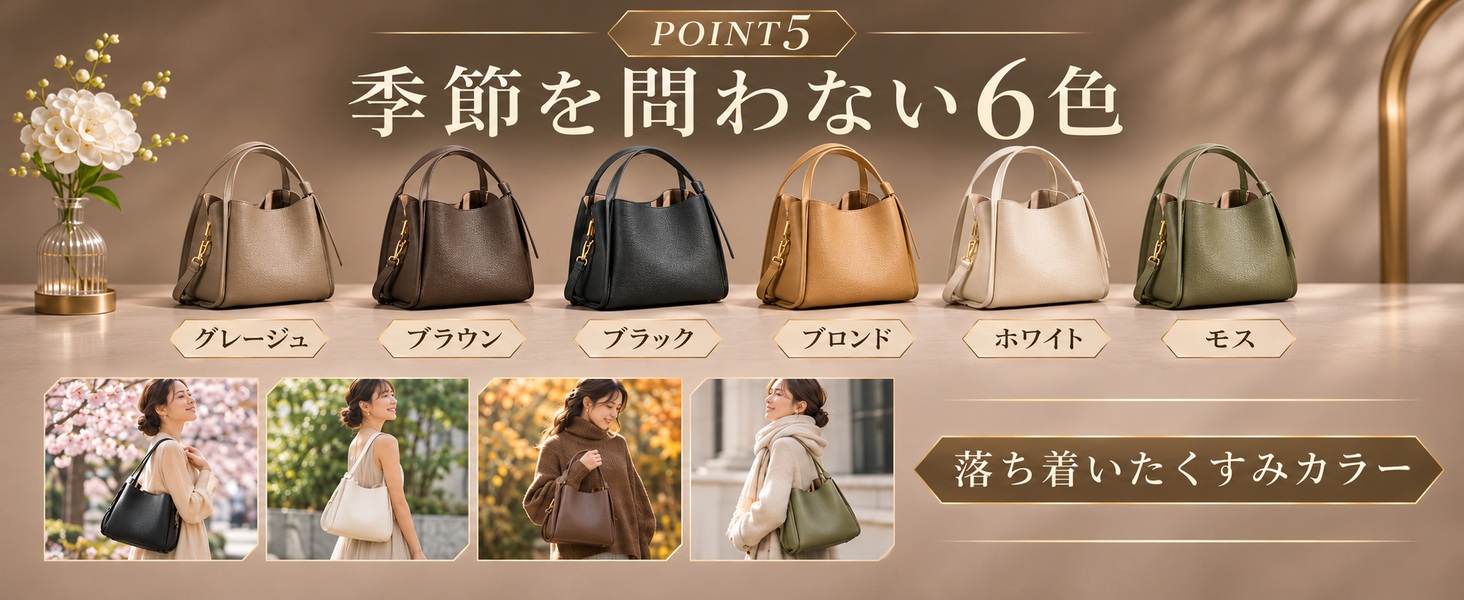 POINT5
季節を問わない6色
グレージュ
ブラウン
ブラック
ブロンド
ホワイト
モス
落ち着いたくすみカラー